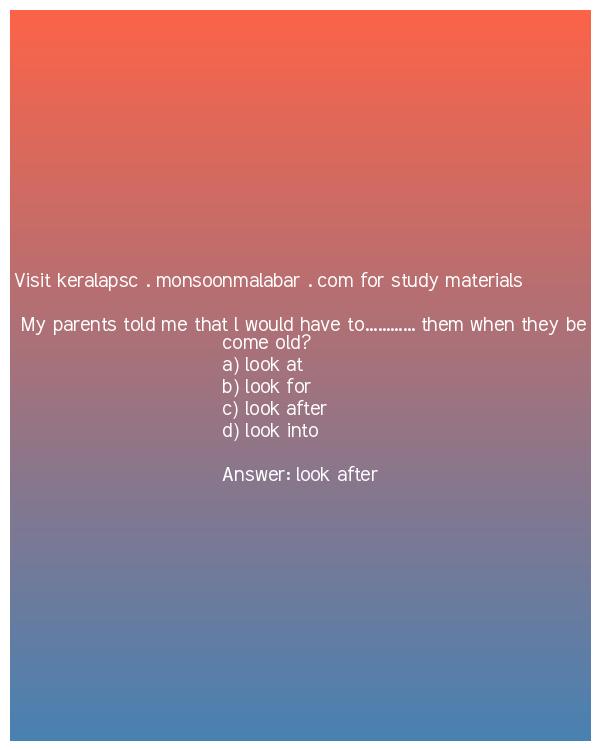 Visit keralapsc . monsoonmalabar . com for study materials
My parents told me that I would have to............ them when they be
come old?
a) look at
b) look for
c) look after
d) look into
Answer: look after